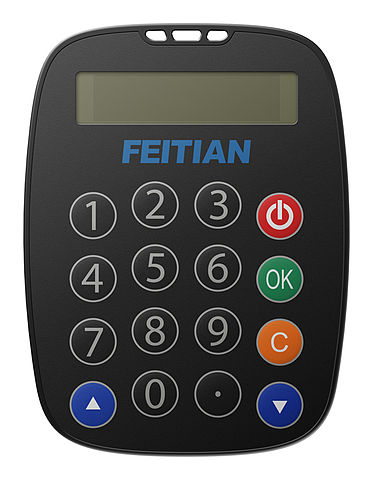 FEITIAN
1 2 3
4 5 6 OK
7 8 9 C
▲ 0 . ▼